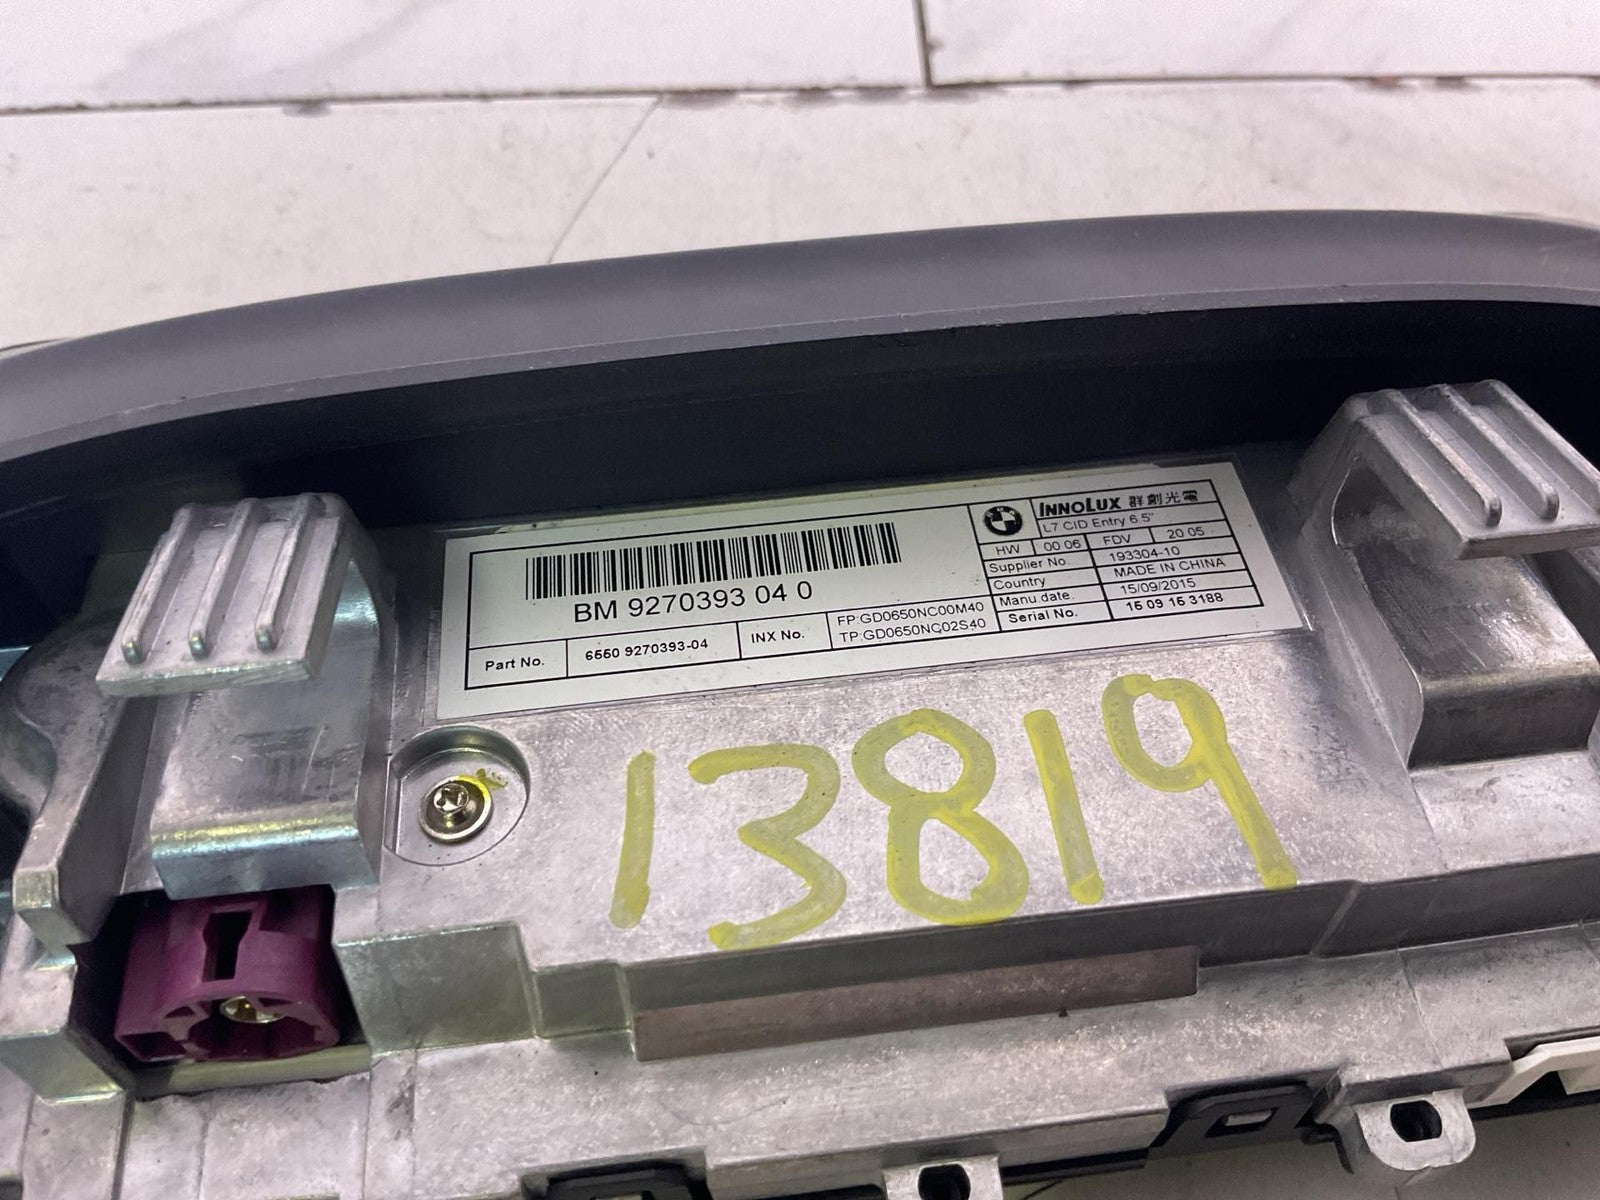 BM 9270393 04 0
Part No. 6550 9270393-04 INX No. FP:GD0650NC00M40
TP:GD0650NC02S40
INNOLUX 群創光電
L7 CID Entry 6.5"
HW 00 06 FDV 20 05
Supplier No. 193304-10
Country MADE IN CHINA
Manu.date. 15/09/2015
Serial No. 15 09 15 3188
13819